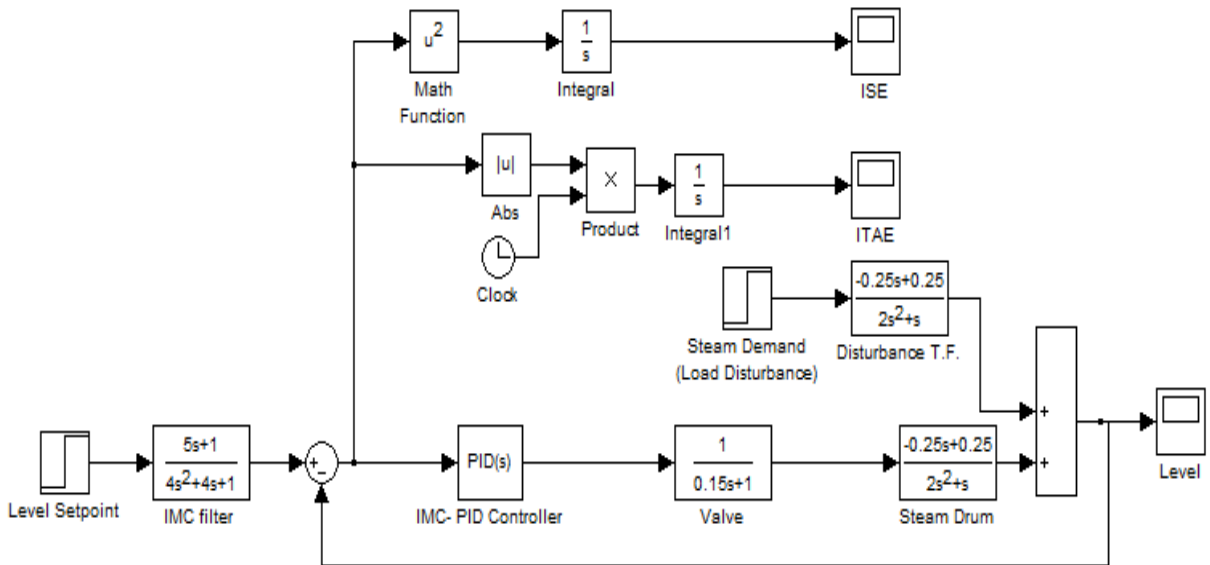 u²
Math
Function
1
s
Integral
ISE
|u|
Abs
X
Product
1
s
Integral1
ITAE
Clock
Steam Demand
(Load Disturbance)
-0.25s+0.25
2s²+s
Disturbance T.F.
+
+
Level
Level Setpoint
5s+1
4s²+4s+1
IMC filter
+
-
PID(s)
IMC- PID Controller
1
0.15s+1
Valve
-0.25s+0.25
2s²+s
Steam Drum